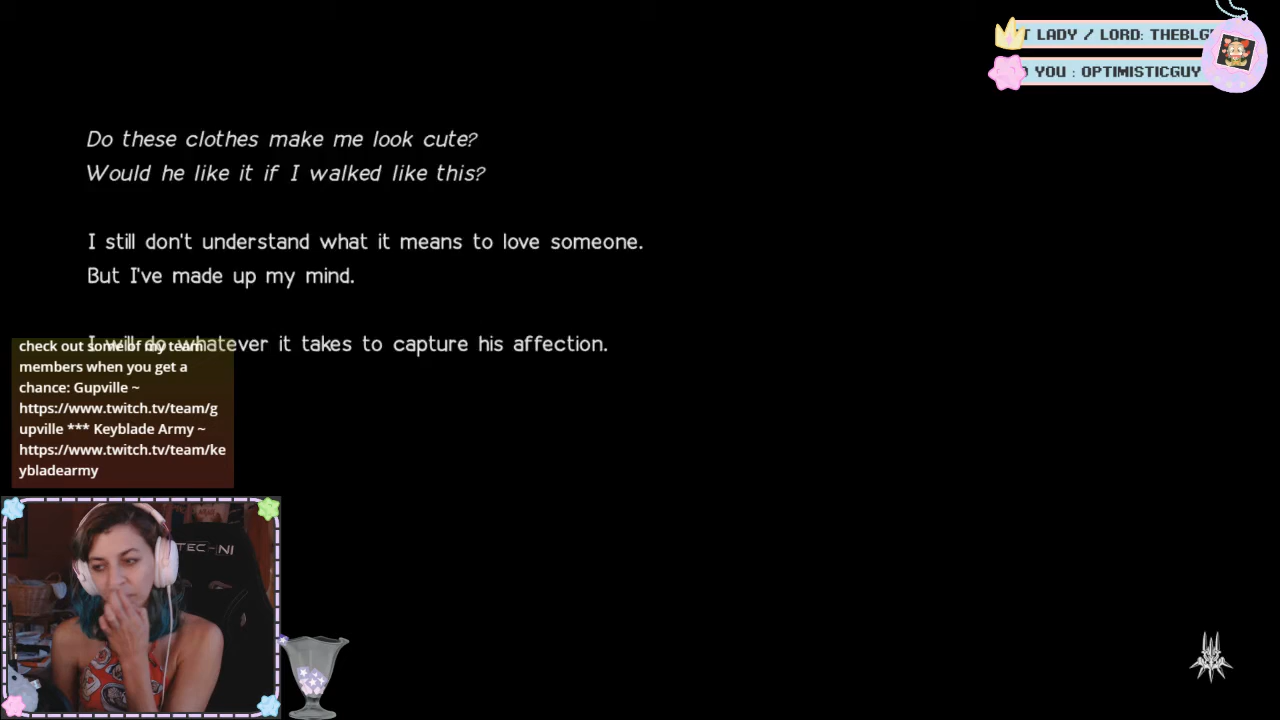 T LADY / LORD: THEBLG
YOU : OPTIMISTICGUY
Do these clothes make me look cute?
Would he like it if I walked like this?
I still don't understand what it means to love someone.
But I've made up my mind.
I will do whatever it takes to capture his affection.
check out some of my team
members when you get a
chance: Gupville ~
https://www.twitch.tv/team/g
upville *** Keyblade Army ~
https://www.twitch.tv/team/ke
ybladearmy
TEC-NI